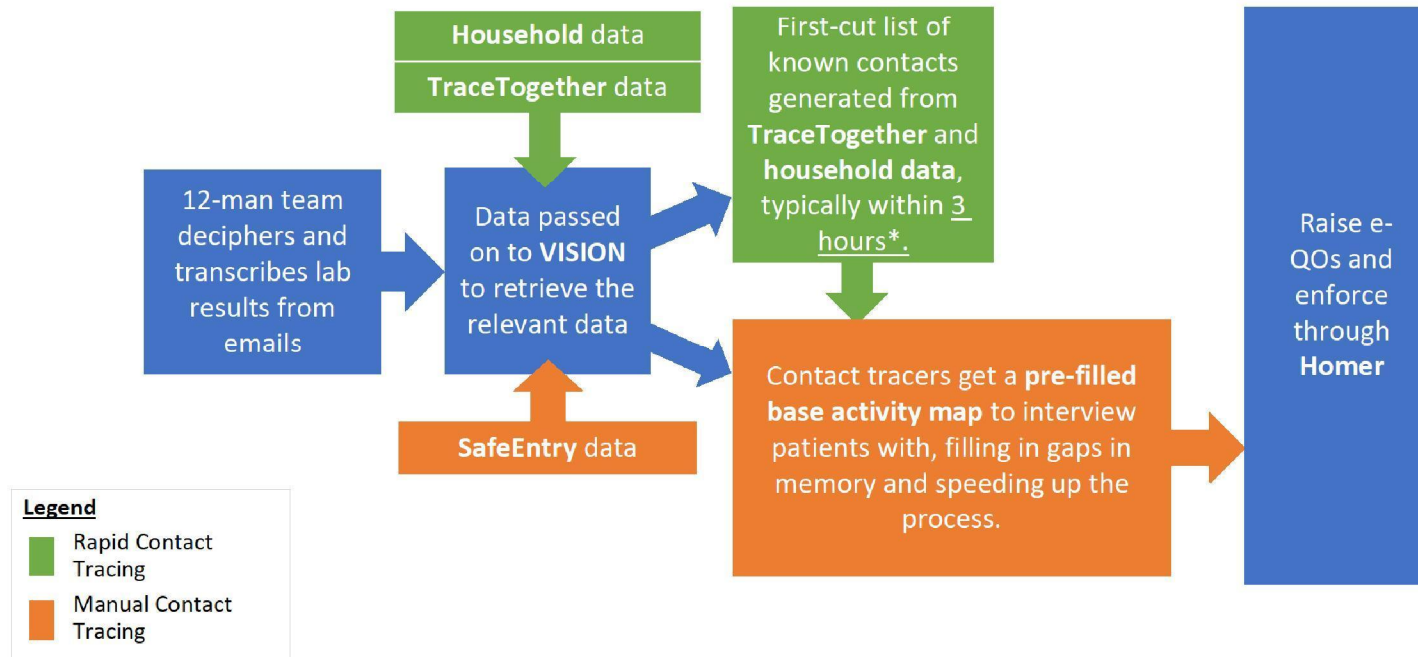 Household data
TraceTogether data
First-cut list of
known contacts
generated from
TraceTogether and
household data,
typically within 3
hours*.
12-man team
deciphers and
transcribes lab
results from
emails
Data passed
on to VISION
to retrieve the
relevant data
SafeEntry data
Contact tracers get a pre-filled
base activity map to interview
patients with, filling in gaps in
memory and speeding up the
process.
Raise e-
QOs and
enforce
through
Homer
Legend
Rapid Contact
Tracing
Manual Contact
Tracing